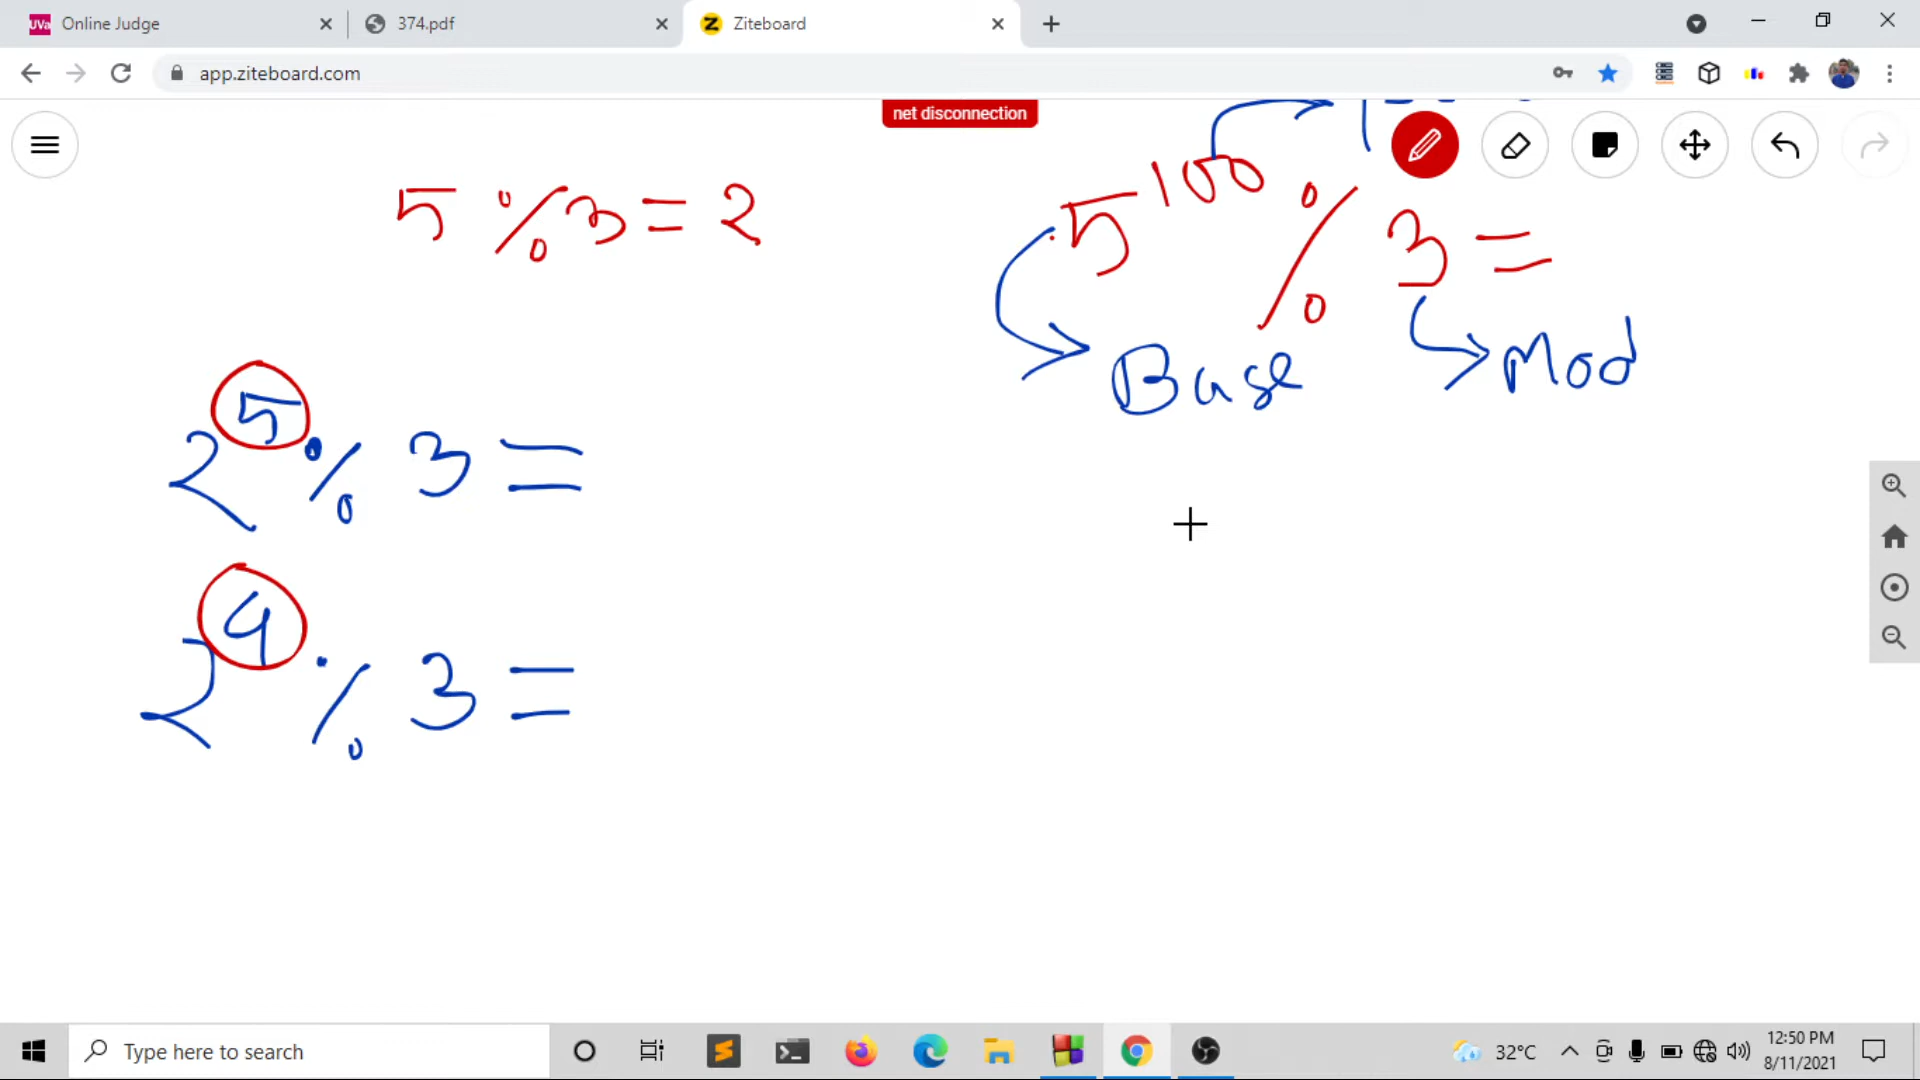 Online Judge
374.pdf
Ziteboard
app.ziteboard.com
net disconnection
5 % 3 = 2
5^100 % 3 =
Base
Mod
2^5 % 3 =
2^4 % 3 =
Type here to search
32°C
12:50 PM
8/11/2021